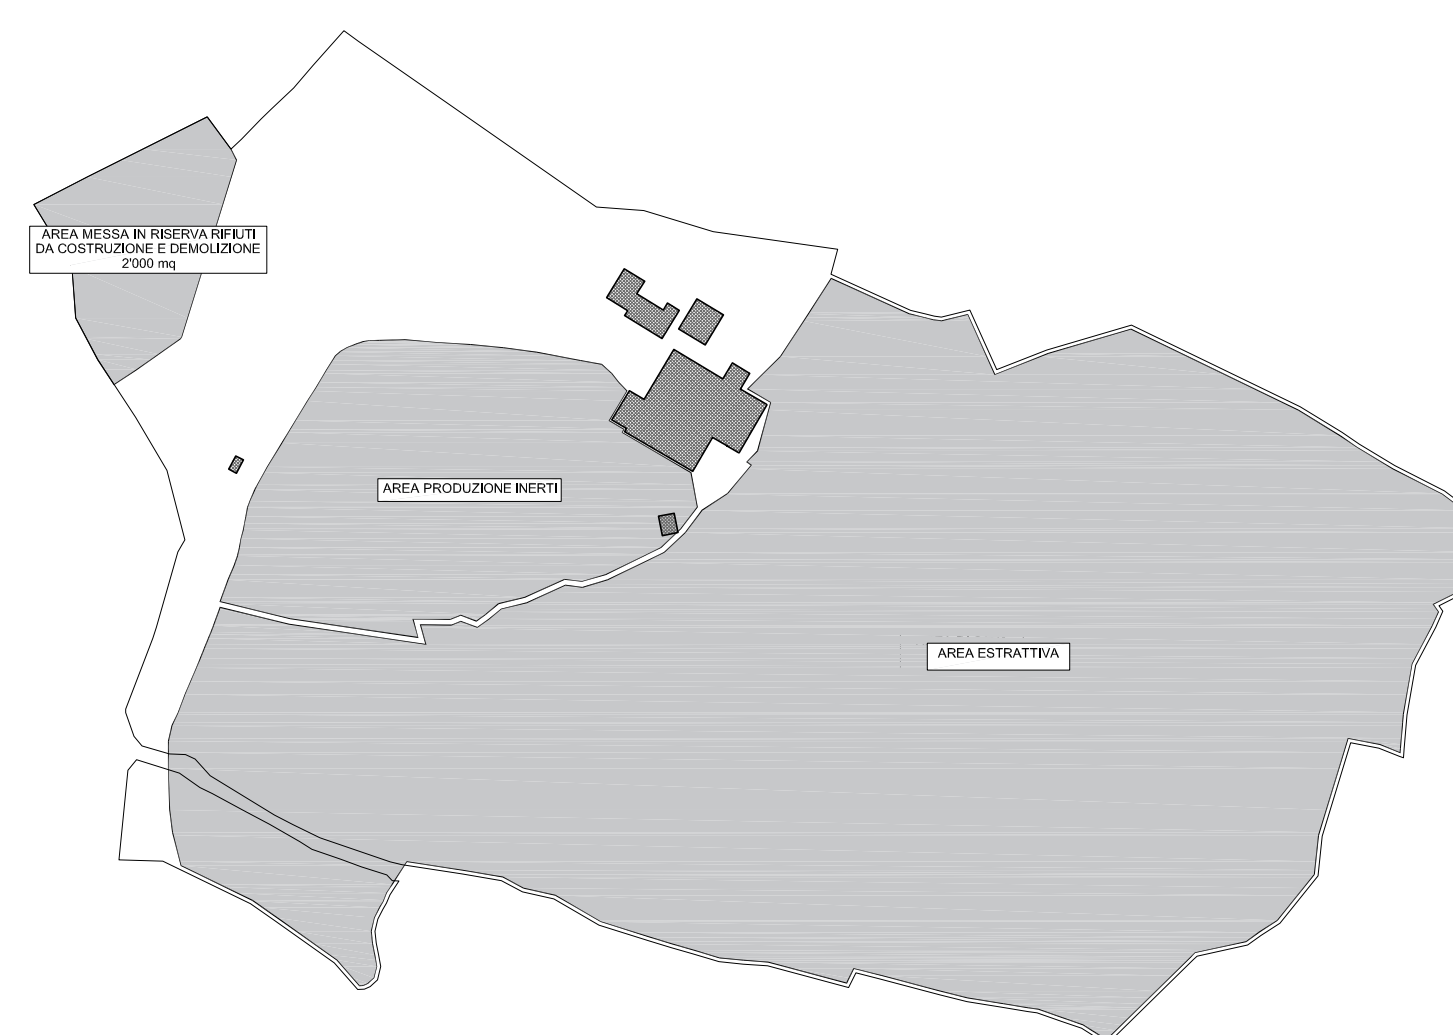 AREA MESSA IN RISERVA RIFIUTI
DA COSTRUZIONE E DEMOLIZIONE
2'000 mq
AREA PRODUZIONE INERTI
AREA ESTRATTIVA